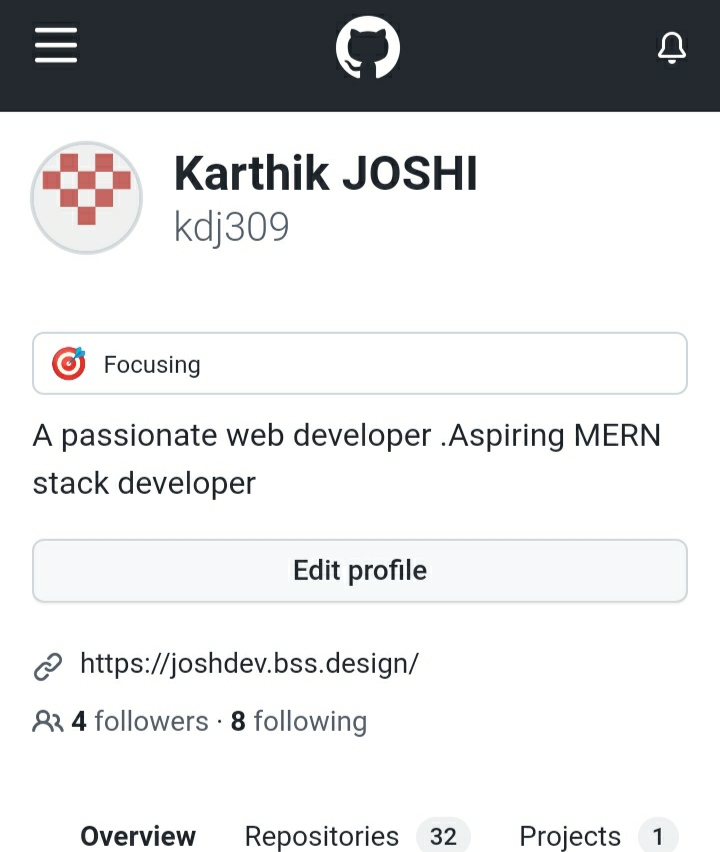 Karthik JOSHI
kdj309
Focusing
A passionate web developer .Aspiring MERN
stack developer
Edit profile
https://joshdev.bss.design/
4 followers · 8 following
Overview Repositories 32 Projects 1